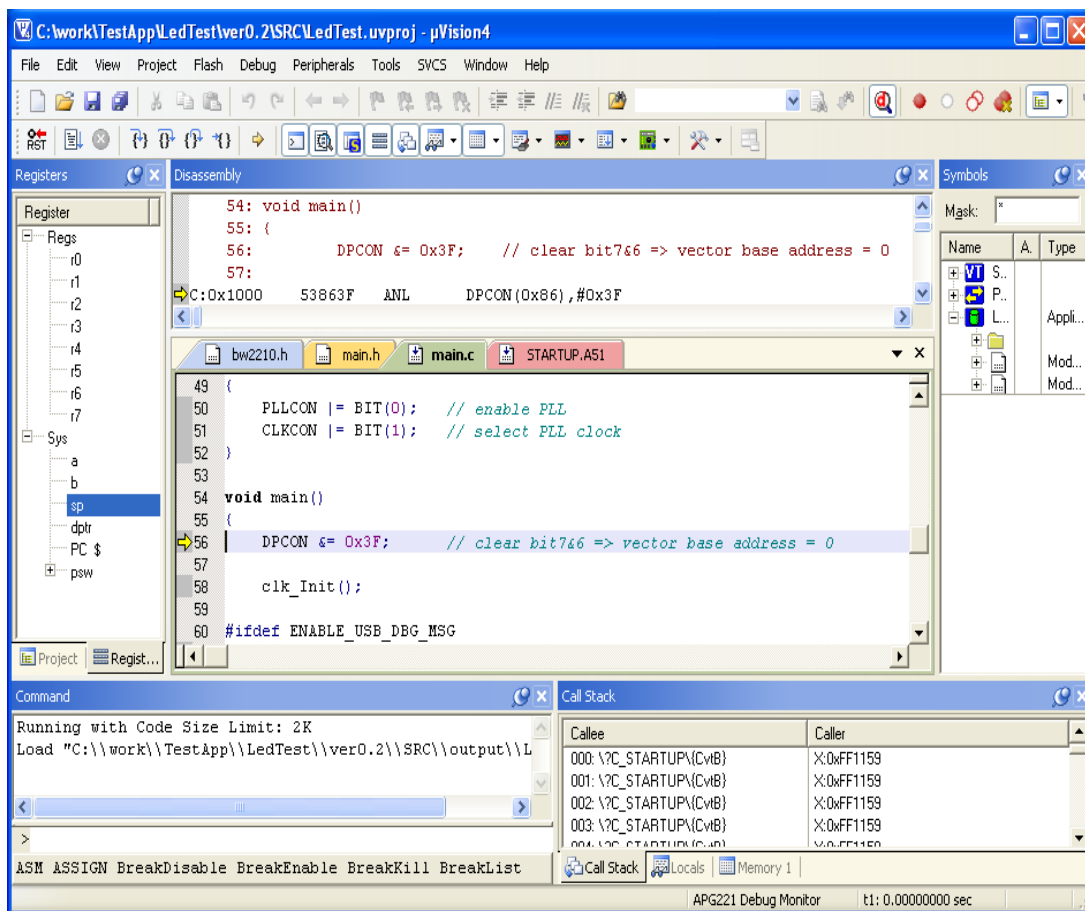 C:\work\TestApp\LedTest\ver0.2\SRC\LedTest.uvproj - µVision4
File Edit View Project Flash Debug Peripherals Tools SVCS Window Help
RST
Registers
Register
Regs
r0
r1
r2
r3
r4
r5
r6
r7
Sys
a
b
sp
dptr
PC $
psw
Project Regist...
Disassembly
54: void main()
55: {
56: DPCON &= 0x3F; // clear bit7&6 => vector base address = 0
57:
C:0x1000 53863F ANL DPCON(0x86),#0x3F
bw2210.h main.h main.c STARTUP.A51
49 {
50 PLLCON |= BIT(0); // enable PLL
51 CLKCON |= BIT(1); // select PLL clock
52 }
53
54 void main()
55 {
56 DPCON &= 0x3F; // clear bit7&6 => vector base address = 0
57
58 clk_Init();
59
60 #ifdef ENABLE_USB_DBG_MSG
Symbols
Mask: *
Name A. Type
VT S..
P..
L... Appli...
Mod...
Mod...
Command
Running with Code Size Limit: 2K
Load "C:\\work\\TestApp\\LedTest\\ver0.2\\SRC\\output\\L
>
ASM ASSIGN BreakDisable BreakEnable BreakKill BreakList
Call Stack
Callee Caller
000: \?C_STARTUP\{CvtB} X:0xFF1159
001: \?C_STARTUP\{CvtB} X:0xFF1159
002: \?C_STARTUP\{CvtB} X:0xFF1159
003: \?C_STARTUP\{CvtB} X:0xFF1159
Call Stack Locals Memory 1
APG221 Debug Monitor t1: 0.00000000 sec